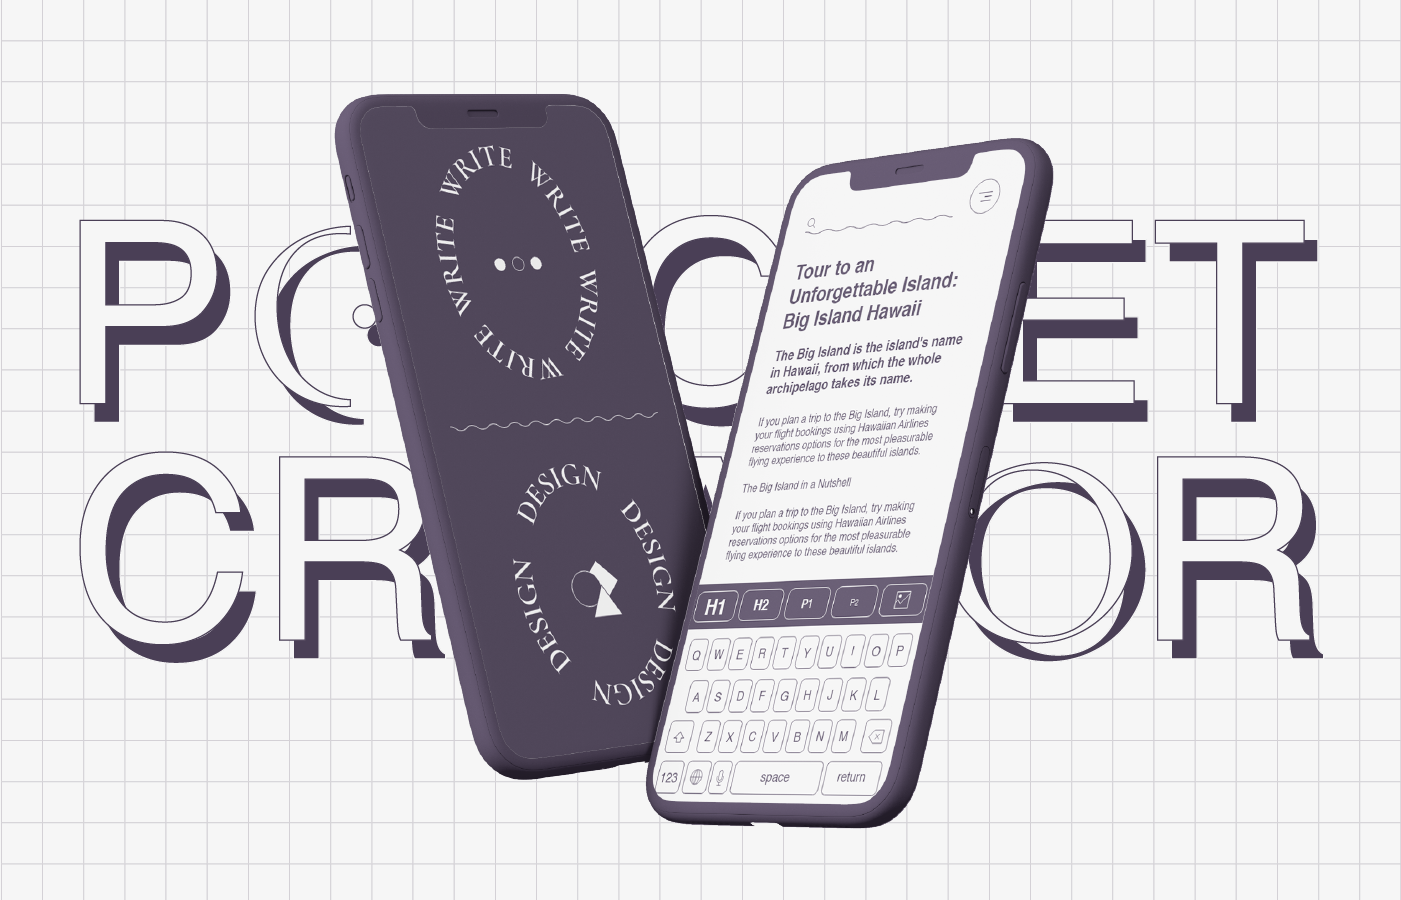 POCKET
CREATOR
WRITE WRITE WRITE WRITE WRITE
DESIGN DESIGN DESIGN DESIGN
Tour to an
Unforgettable Island:
Big Island Hawaii
The Big Island is the island's name
in Hawaii, from which the whole
archipelago takes its name.
If you plan a trip to the Big Island, try making
your flight bookings using Hawaiian Airlines
reservations options for the most pleasurable
flying experience to these beautiful islands.
The Big Island in a Nutshell
If you plan a trip to the Big Island, try making
your flight bookings using Hawaiian Airlines
reservations options for the most pleasurable
flying experience to these beautiful islands.
H1 H2 P1 P2
Q W E R T Y U I O P
A S D F G H J K L
Z X C V B N M
123 space return